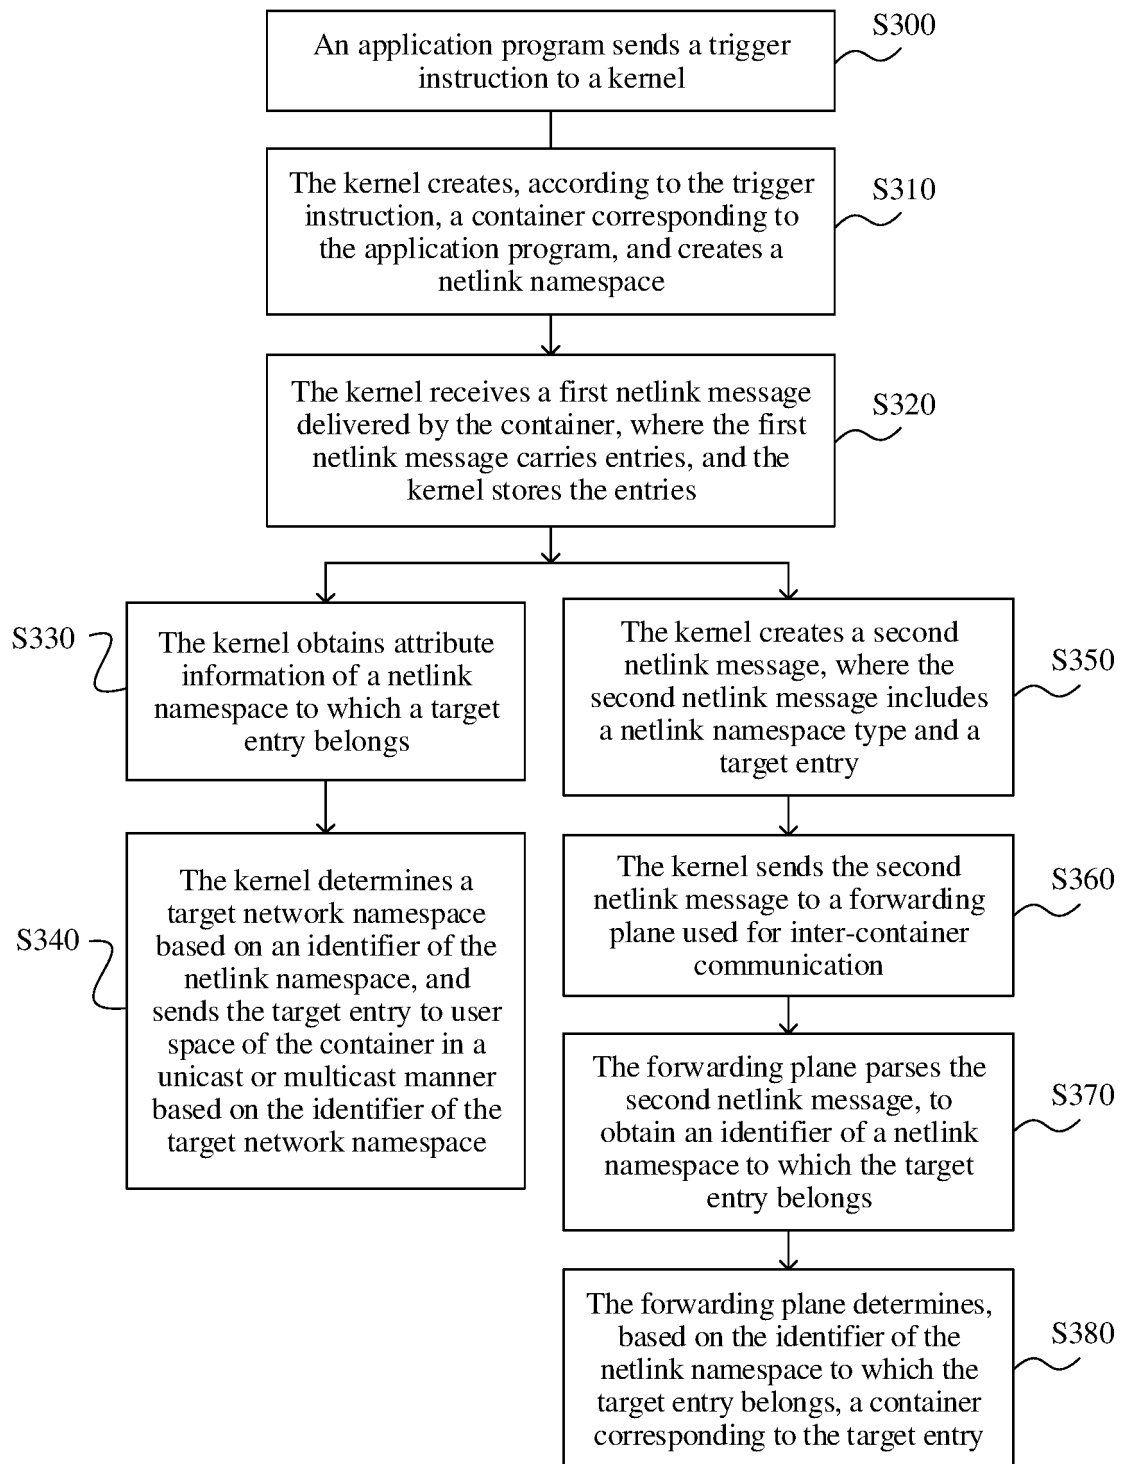 An application program sends a trigger
instruction to a kernel
S300
The kernel creates, according to the trigger
instruction, a container corresponding to
the application program, and creates a
netlink namespace
S310
The kernel receives a first netlink message
delivered by the container, where the first
netlink message carries entries, and the
kernel stores the entries
S320
S330
The kernel obtains attribute
information of a netlink
namespace to which a target
entry belongs
S340
The kernel determines a
target network namespace
based on an identifier of the
netlink namespace, and
sends the target entry to user
space of the container in a
unicast or multicast manner
based on the identifier of the
target network namespace
The kernel creates a second
netlink message, where the
second netlink message includes
a netlink namespace type and a
target entry
S350
The kernel sends the second
netlink message to a forwarding
plane used for inter-container
communication
S360
The forwarding plane parses the
second netlink message, to
obtain an identifier of a netlink
namespace to which the target
entry belongs
S370
The forwarding plane determines,
based on the identifier of the
netlink namespace to which the
target entry belongs, a container
corresponding to the target entry
S380